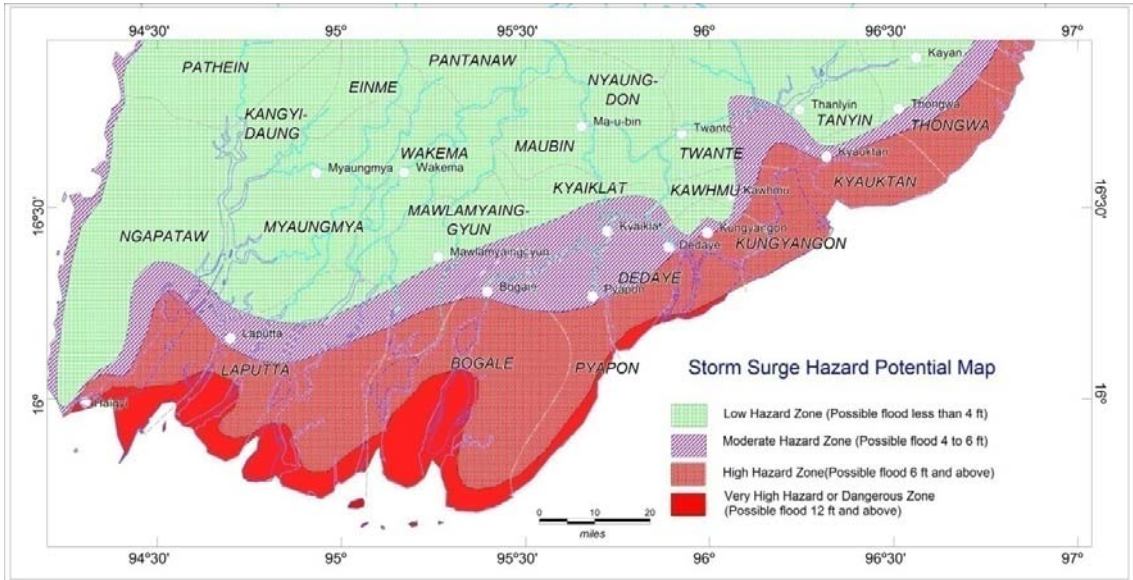 94°30' 95° 95°30' 96° 96°30' 97°
Kayan
PANTANAW
PATHEIN
EINME
NYAUNG-
DON
KANGYI-
DAUNG
Thanlyin Thongwa
TANYIN
THONGWA
Ma-u-bin
Twante
MAUBIN
WAKEMA
TWANTE
Kyauktan
Myaungmya Wakema
KYAUKTAN
KYAIKLAT
KAWHMU Kawhmu
16°30' 16°30'
MAWLAMYAING-
GYUN
MYAUNGMYA
NGAPATAW
Kyaiklat
Kungyangon
KUNGYANGON
Dedaye
Mawlamyainggyun
DEDAYE
Bogale
Pyapon
Laputta
BOGALE
LAPUTTA
PYAPON
Storm Surge Hazard Potential Map
16° 16°
Haigyi
Low Hazard Zone (Possible flood less than 4 ft)
Moderate Hazard Zone (Possible flood 4 to 6 ft)
High Hazard Zone(Possible flood 6 ft and above)
Very High Hazard or Dangerous Zone
(Possible flood 12 ft and above)
0 10 20
miles
94°30' 95° 95°30' 96° 96°30' 97°